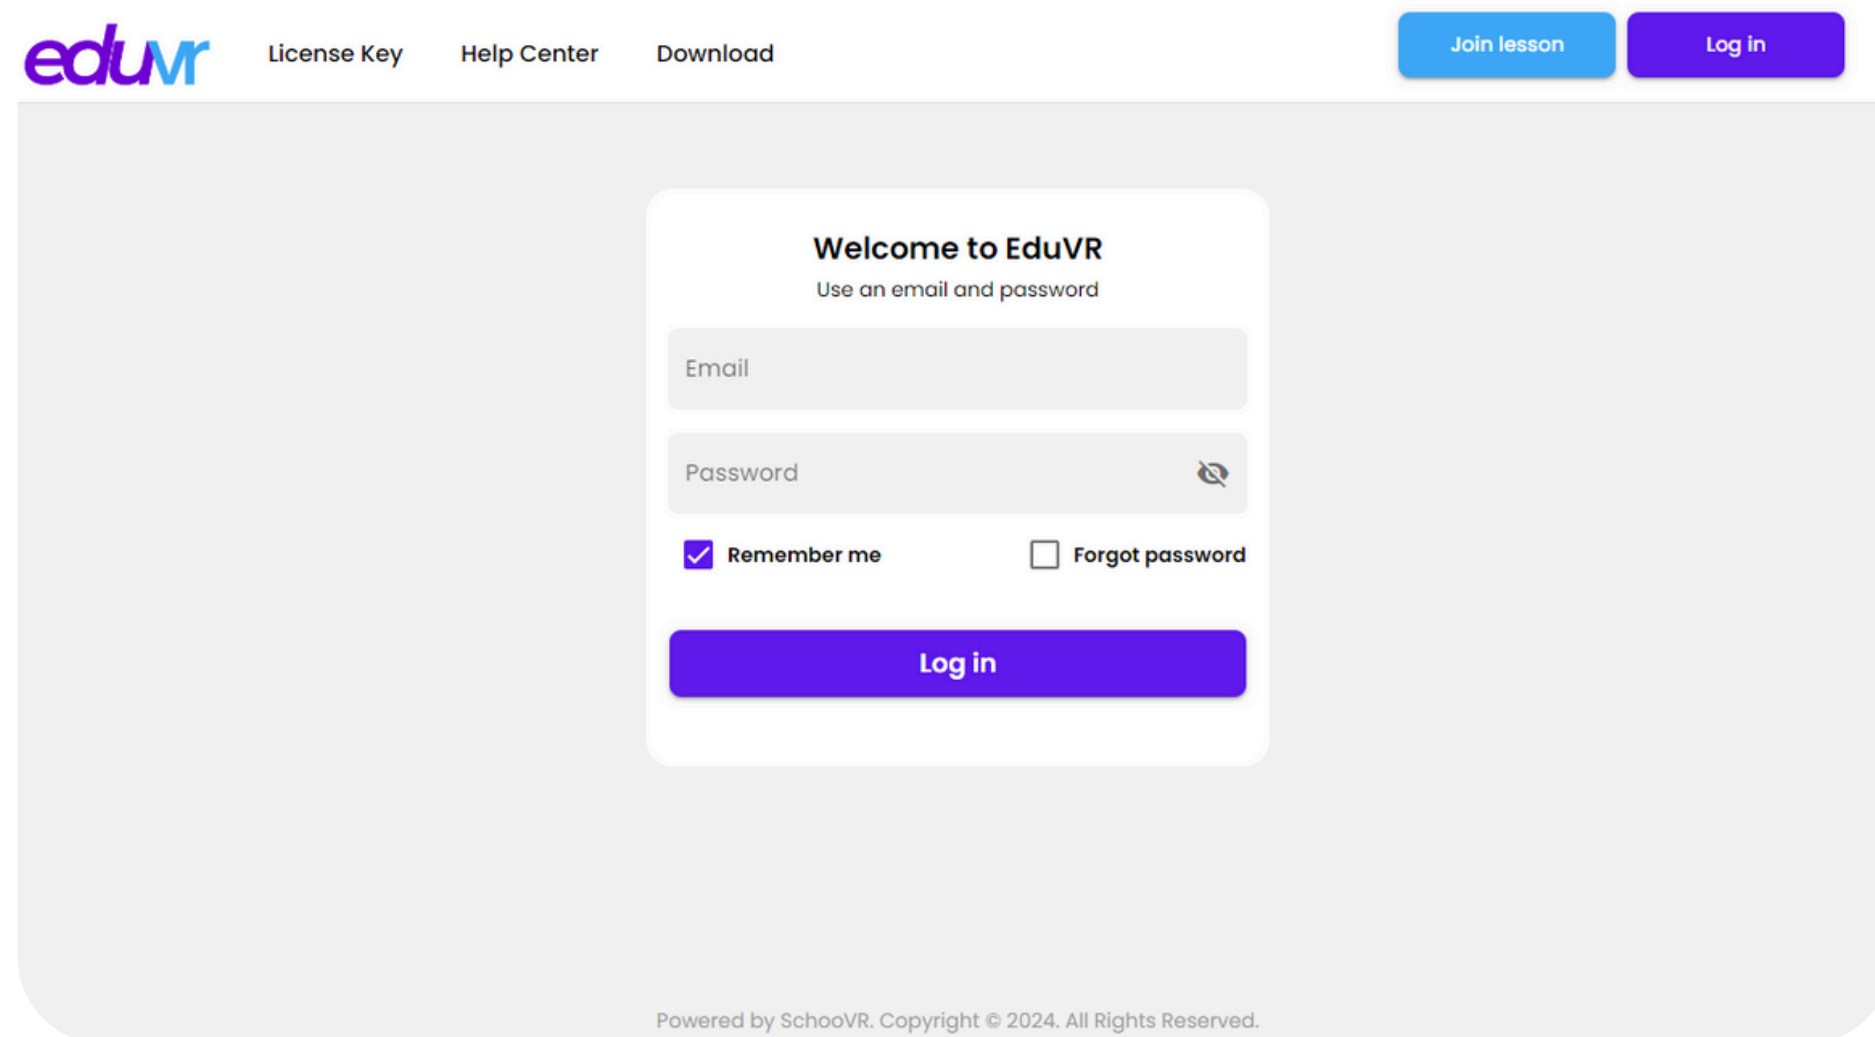 eduvr
License Key
Help Center
Download
Join lesson
Log in
Welcome to EduVR
Use an email and password
Email
Password
Remember me
Forgot password
Log in
Powered by SchooVR. Copyright © 2024. All Rights Reserved.